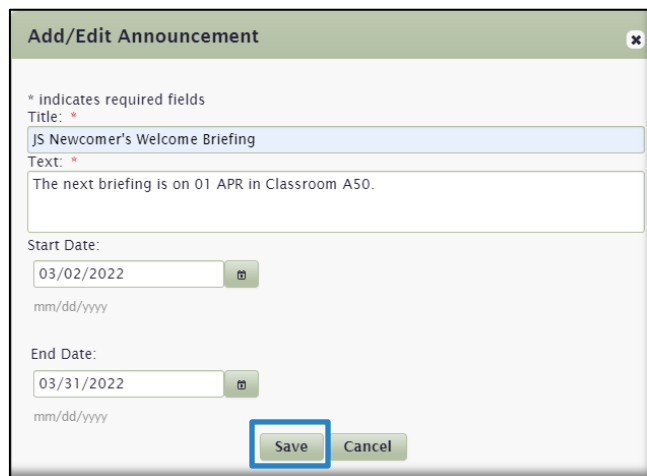 Add/Edit Announcement
* indicates required fields
Title: *
JS Newcomer's Welcome Briefing
Text: *
The next briefing is on 01 APR in Classroom A50.
Start Date:
03/02/2022
mm/dd/yyyy
End Date:
03/31/2022
mm/dd/yyyy
Save Cancel